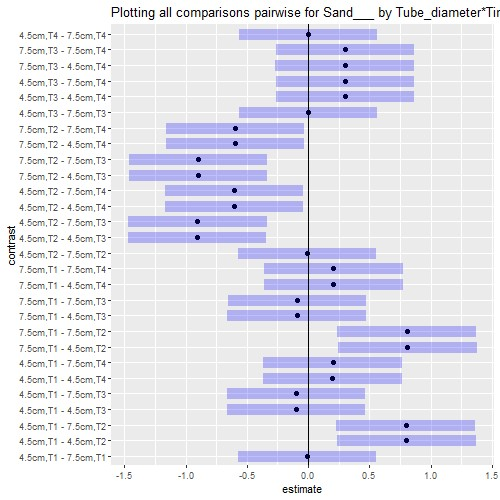 Plotting all comparisons pairwise for Sand___ by Tube_diameter*Tir
4.5cm,T4 - 7.5cm,T4
7.5cm,T3 - 7.5cm,T4
7.5cm,T3 - 4.5cm,T4
4.5cm,T3 - 7.5cm,T4
4.5cm,T3 - 4.5cm,T4
4.5cm,T3 - 7.5cm,T3
7.5cm,T2 - 7.5cm,T4
7.5cm,T2 - 4.5cm,T4
7.5cm,T2 - 7.5cm,T3
7.5cm,T2 - 4.5cm,T3
4.5cm,T2 - 7.5cm,T4
4.5cm,T2 - 4.5cm,T4
4.5cm,T2 - 7.5cm,T3
4.5cm,T2 - 4.5cm,T3
4.5cm,T2 - 7.5cm,T2
7.5cm,T1 - 7.5cm,T4
7.5cm,T1 - 4.5cm,T4
7.5cm,T1 - 7.5cm,T3
7.5cm,T1 - 4.5cm,T3
7.5cm,T1 - 7.5cm,T2
7.5cm,T1 - 4.5cm,T2
4.5cm,T1 - 7.5cm,T4
4.5cm,T1 - 4.5cm,T4
4.5cm,T1 - 7.5cm,T3
4.5cm,T1 - 4.5cm,T3
4.5cm,T1 - 7.5cm,T2
4.5cm,T1 - 4.5cm,T2
4.5cm,T1 - 7.5cm,T1
contrast
-1.5 -1.0 -0.5 0.0 0.5 1.0 1.5
estimate